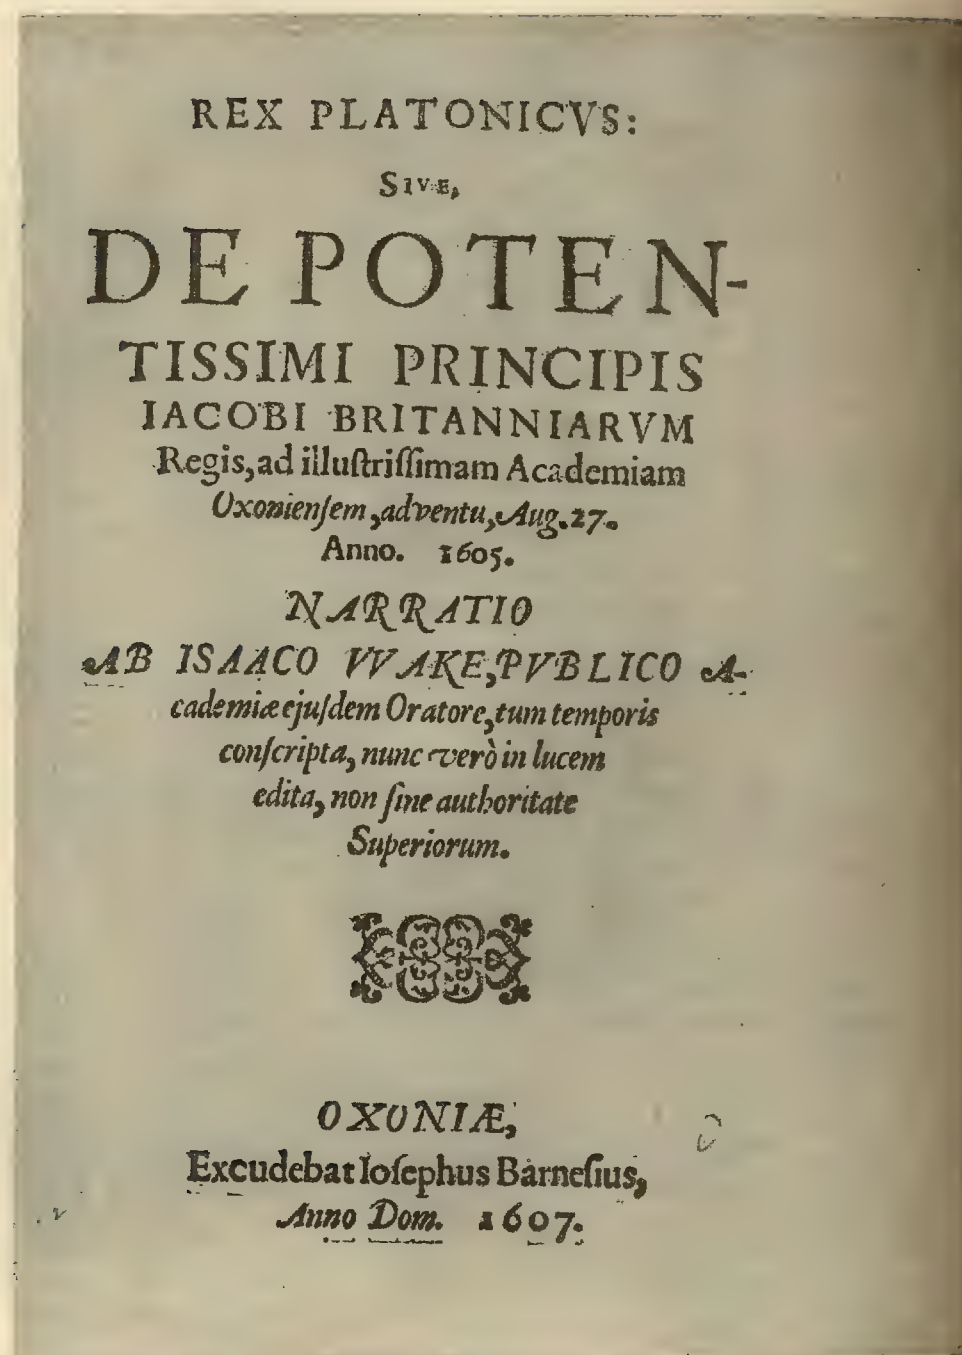 REX PLATONICVS:
SIVE,
DE POTEN-
TISSIMI PRINCIPIS
IACOBI BRITANNIARVM
Regis, ad illuſtriſſimam Academiam
Oxonienſem, adventu, Aug. 27.
Anno. 1605.
NARRATIO
AB ISAACO VVAKE, PVBLICO A-
cademiæ ejuſdem Oratore, tum temporis
conſcripta, nunc verò in lucem
edita, non ſine authoritate
Superiorum.
OXONIÆ,
Excudebat Ioſephus Barneſius,
Anno Dom. 1607.